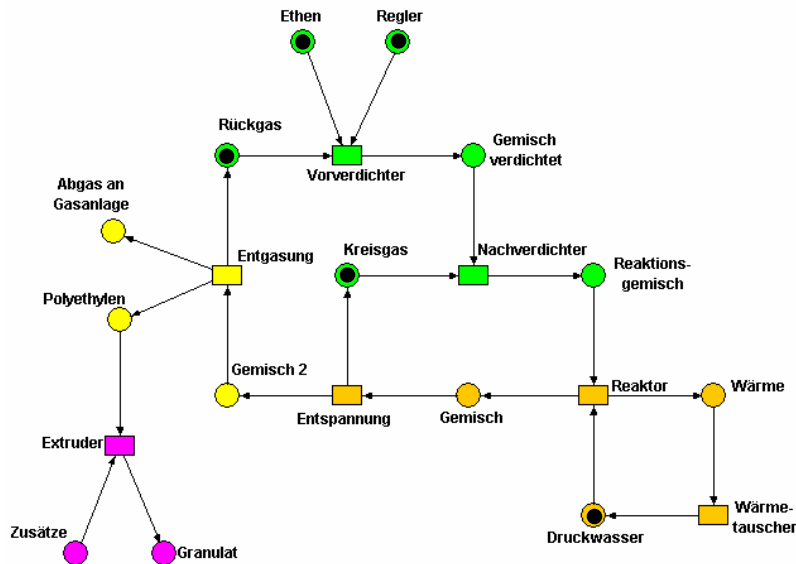 Ethen
Regler
Rückgas
Gemisch
verdichtet
Vorverdichter
Abgas an
Gasanlage
Entgasung
Kreisgas
Nachverdichter
Reaktions-
gemisch
Polyethylen
Gemisch 2
Entspannung
Gemisch
Reaktor
Wärme
Extruder
Wärme-
tauscher
Druckwasser
Zusätze
Granulat